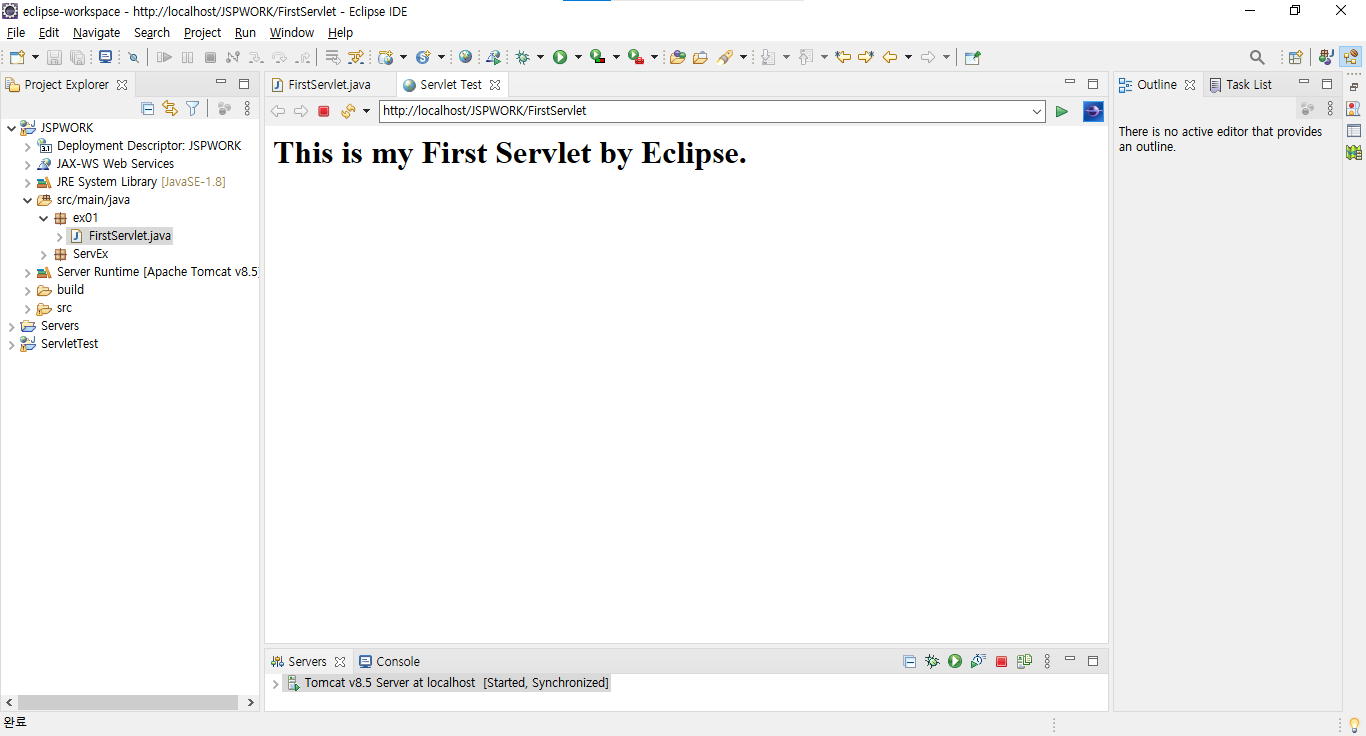 eclipse-workspace - http://localhost/JSPWORK/FirstServlet - Eclipse IDE
File Edit Navigate Search Project Run Window Help
Project Explorer
JSPWORK
3.1
Deployment Descriptor: JSPWORK
JAX-WS Web Services
JRE System Library [JavaSE-1.8]
src/main/java
ex01
FirstServlet.java
ServEx
Server Runtime [Apache Tomcat v8.5]
build
src
Servers
ServletTest
FirstServlet.java
Servlet Test
http://localhost/JSPWORK/FirstServlet
This is my First Servlet by Eclipse.
Servers
Console
Tomcat v8.5 Server at localhost [Started, Synchronized]
Outline
Task List
There is no active editor that provides
an outline.
완료